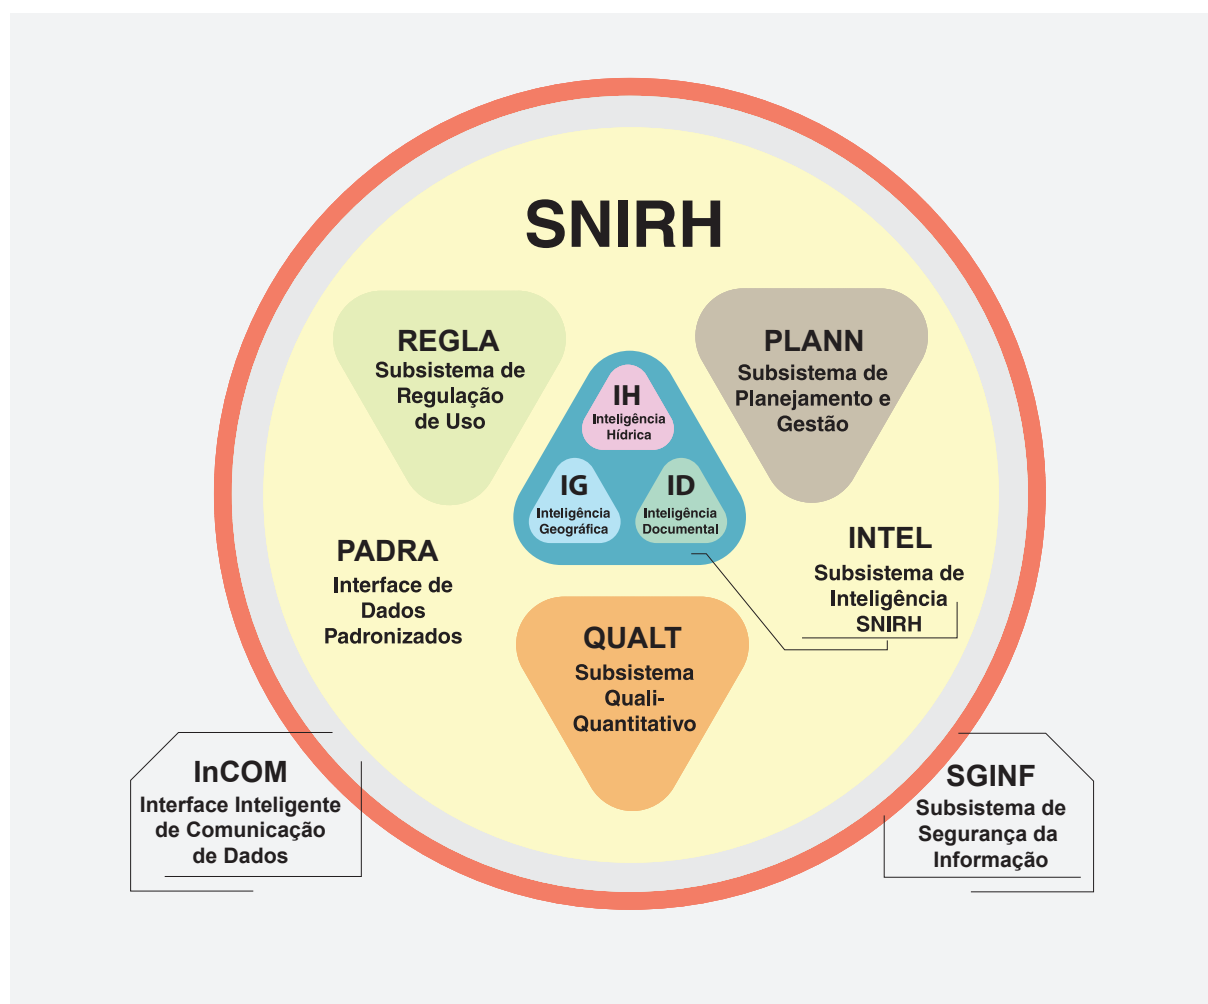 SNIRH
REGLA
Subsistema de
Regulação
de Uso
PLANN
Subsistema de
Planejamento e
Gestão
IH
Inteligência
Hídrica
IG
Inteligência
Geográfica
ID
Inteligência
Documental
PADRA
Interface de
Dados
Padronizados
INTEL
Subsistema de
Inteligência
SNIRH
QUALT
Subsistema
Quali-
Quantitativo
InCOM
Interface Inteligente
de Comunicação
de Dados
SGINF
Subsistema de
Segurança da
Informação